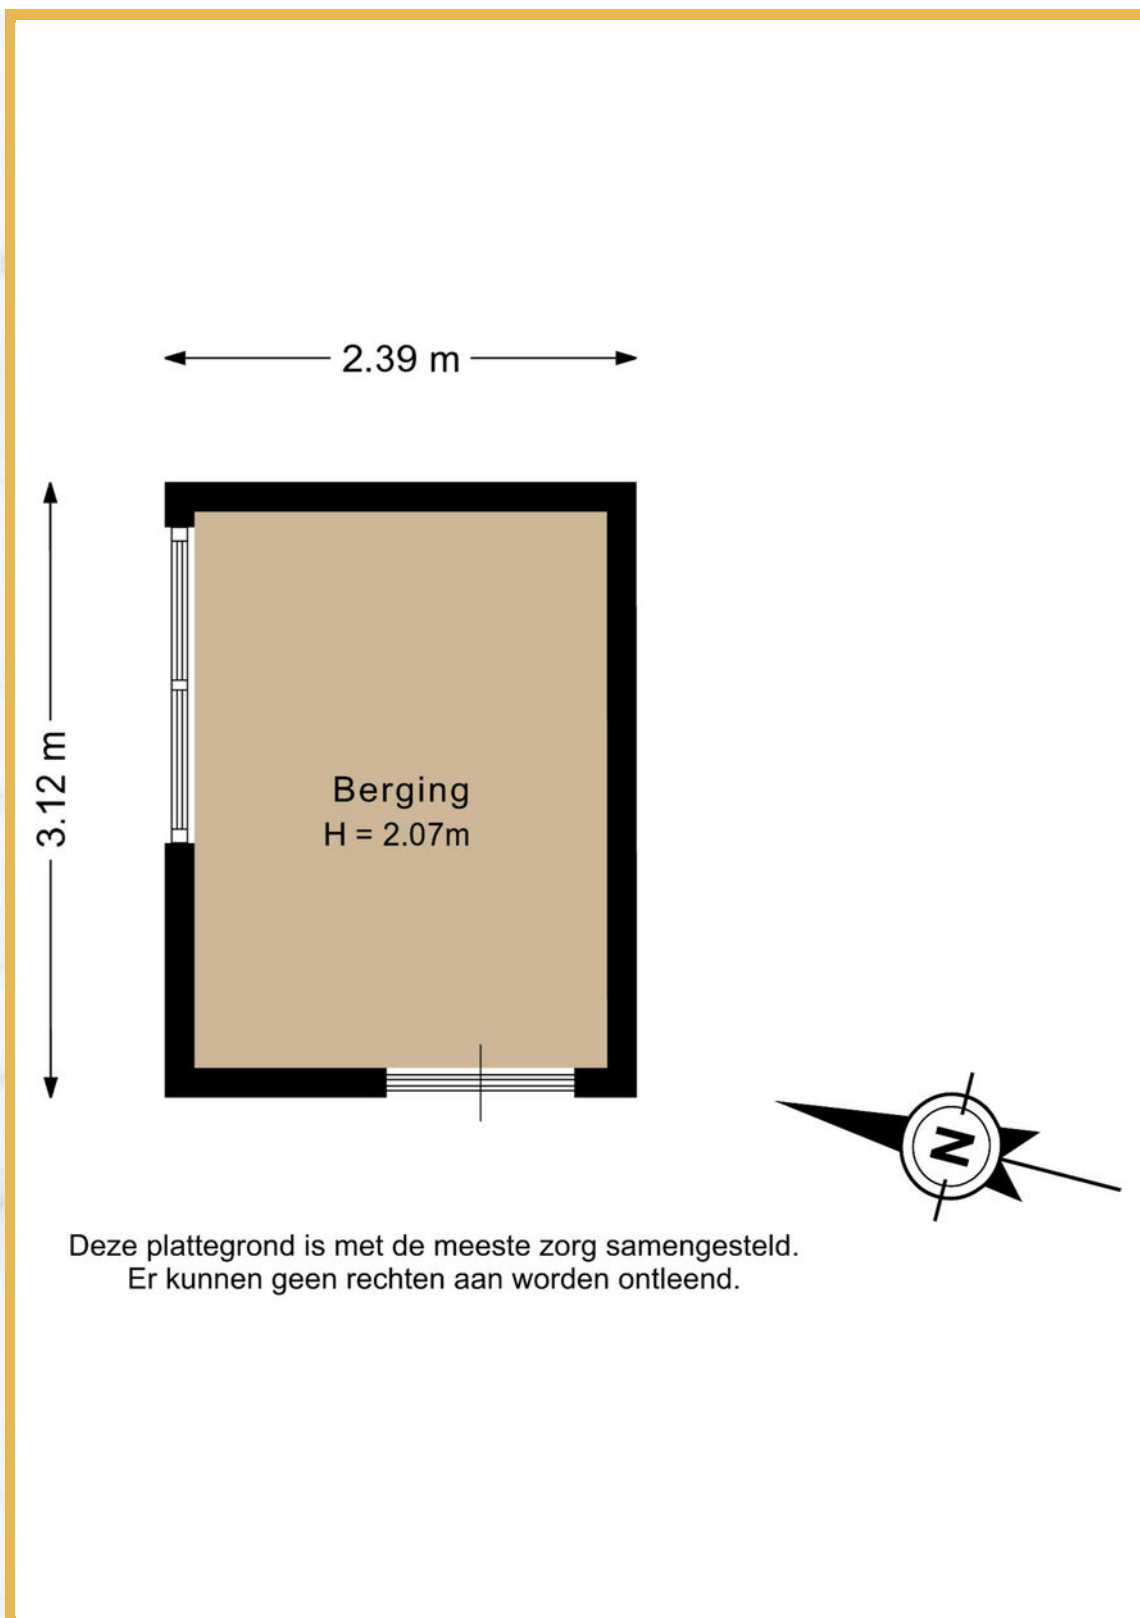 2.39 m
3.12 m
Berging
H = 2.07m
N
Deze plattegrond is met de meeste zorg samengesteld.
Er kunnen geen rechten aan worden ontleend.